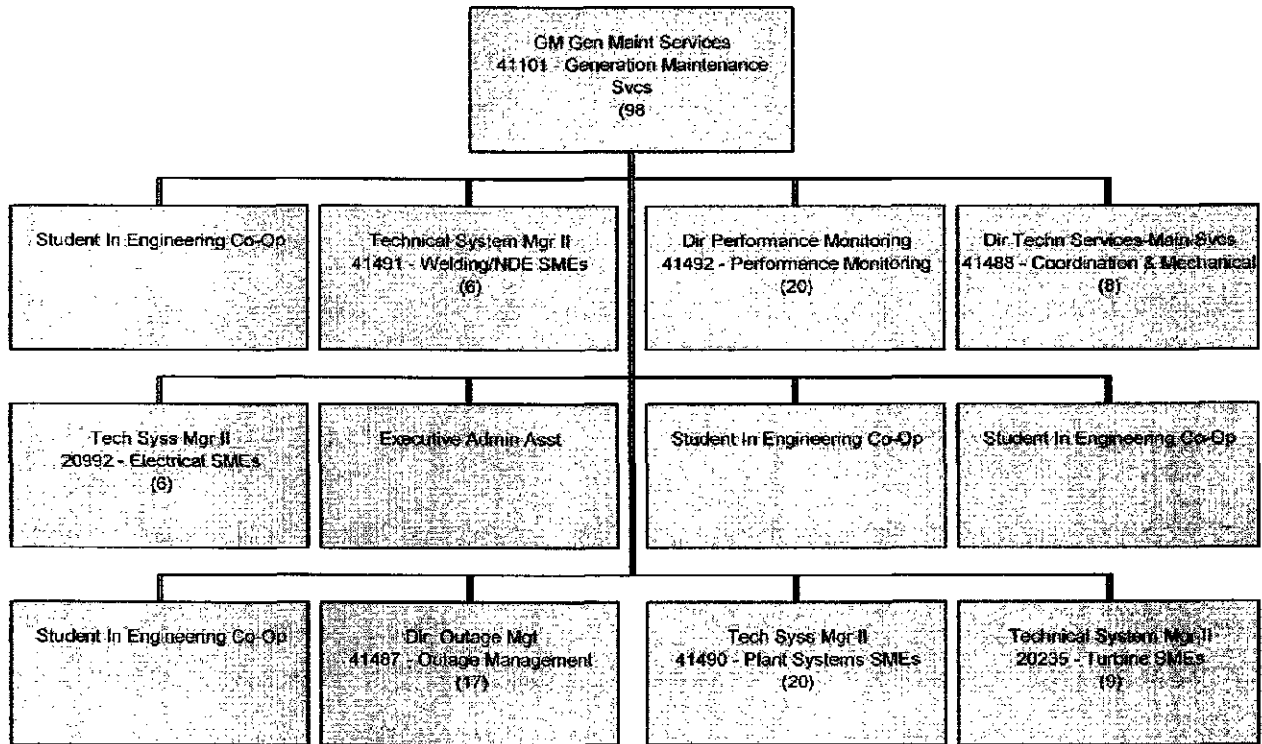 GM Gen Maint Services
41101 - Generation Maintenance
Svcs
(98
Student In Engineering Co-Op
Technical System Mgr II
41491 - Welding/NDE SMEs
(6)
Dir Performance Monitoring
41492 - Performance Monitoring
(20)
Dir Techn Services-Main Svcs
41488 - Coordination & Mechanical
(8)
Tech Syss Mgr II
20992 - Electrical SMEs
(6)
Executive Admin Asst
Student In Engineering Co-Op
Student In Engineering Co-Op
Student In Engineering Co-Op
Dir. Outage Mgt
41487 - Outage Management
(17)
Tech Syss Mgr II
41490 - Plant Systems SMEs
(20)
Technical System Mgr II
20235 - Turbine SMEs
(9)